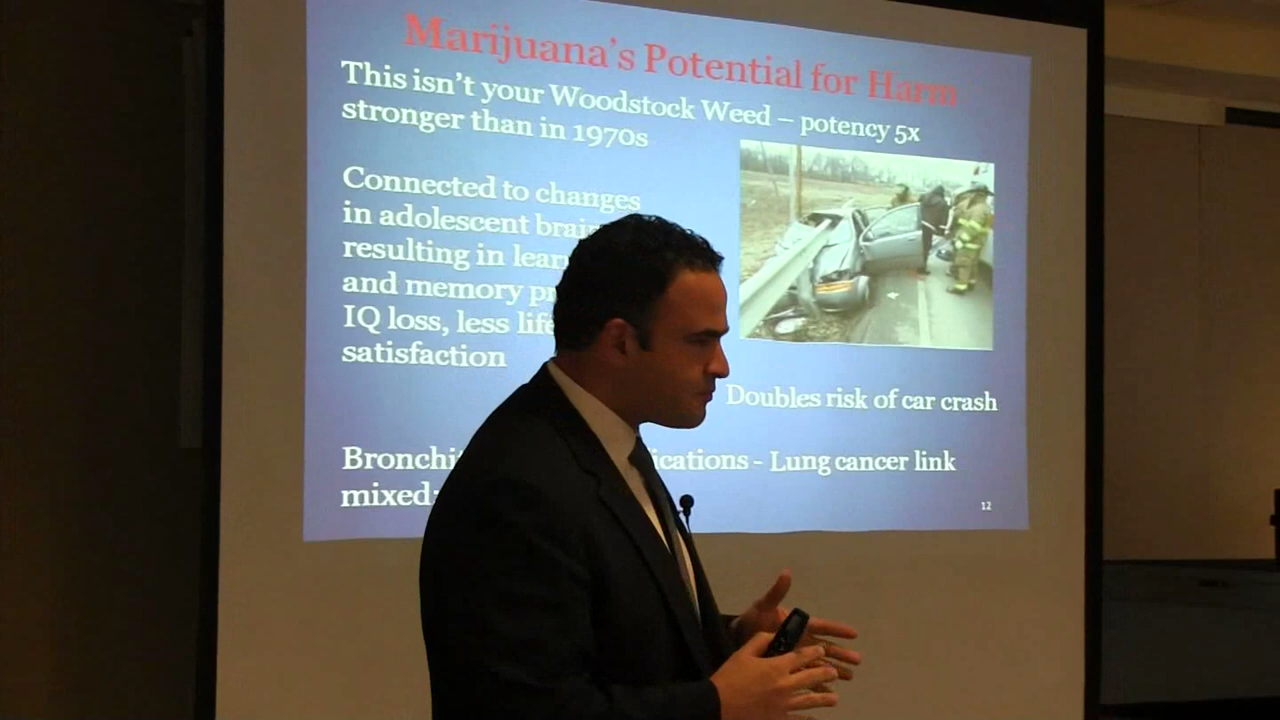 Marijuana's Potential for Harm
This isn't your Woodstock Weed – potency 5x
stronger than in 1970s
Connected to changes
in adolescent
resulting in
and memory
IQ loss, less
satisfaction
Doubles risk of car crash
- Lung cancer link
mixed:
12